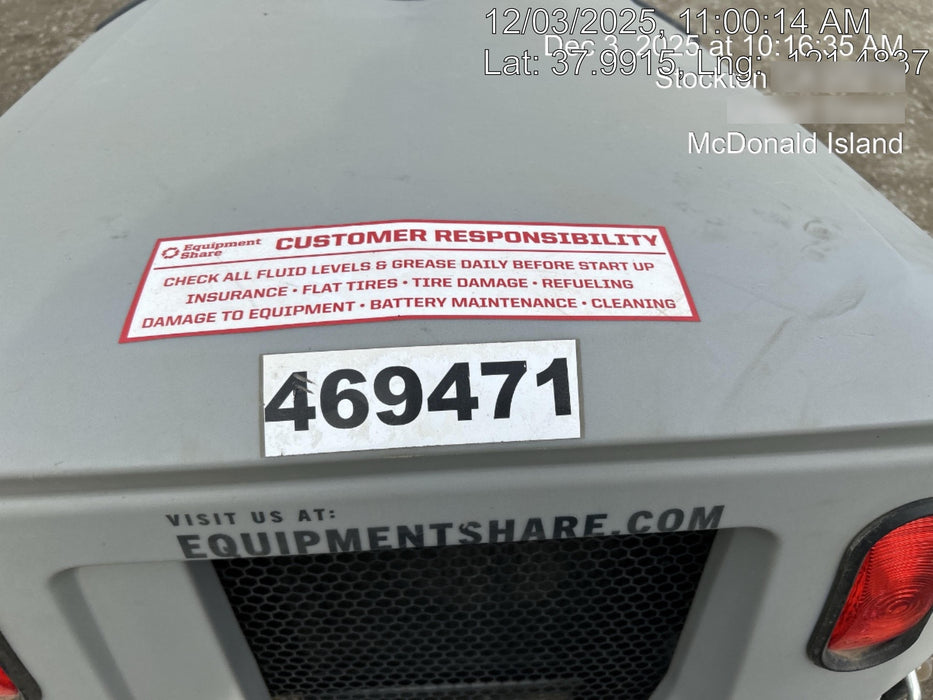 12/03/2025, 11:00:14 AM
Dec 3, 2025 at 10:16:35 AM
Lat: 37.9915, Lng: -121.4837
Stockton
McDonald Island
Equipment
Share
CUSTOMER RESPONSIBILITY
CHECK ALL FLUID LEVELS & GREASE DAILY BEFORE START UP
INSURANCE • FLAT TIRES • TIRE DAMAGE • REFUELING
DAMAGE TO EQUIPMENT • BATTERY MAINTENANCE • CLEANING
469471
VISIT US AT:
EQUIPMENTSHARE.COM